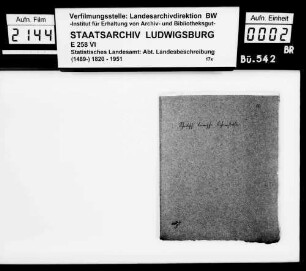 Aufn. Film
2144
Verfilmungsstelle: Landesarchivdirektion BW
-Institut für Erhaltung von Archiv- und Bibliotheksgut-
STAATSARCHIV LUDWIGSBURG
E 258 VI
Statistisches Landesamt: Abt. Landesbeschreibung
(1489-) 1820 - 1951
17c
Aufn. Einheit
0002
BR
Bü. 542